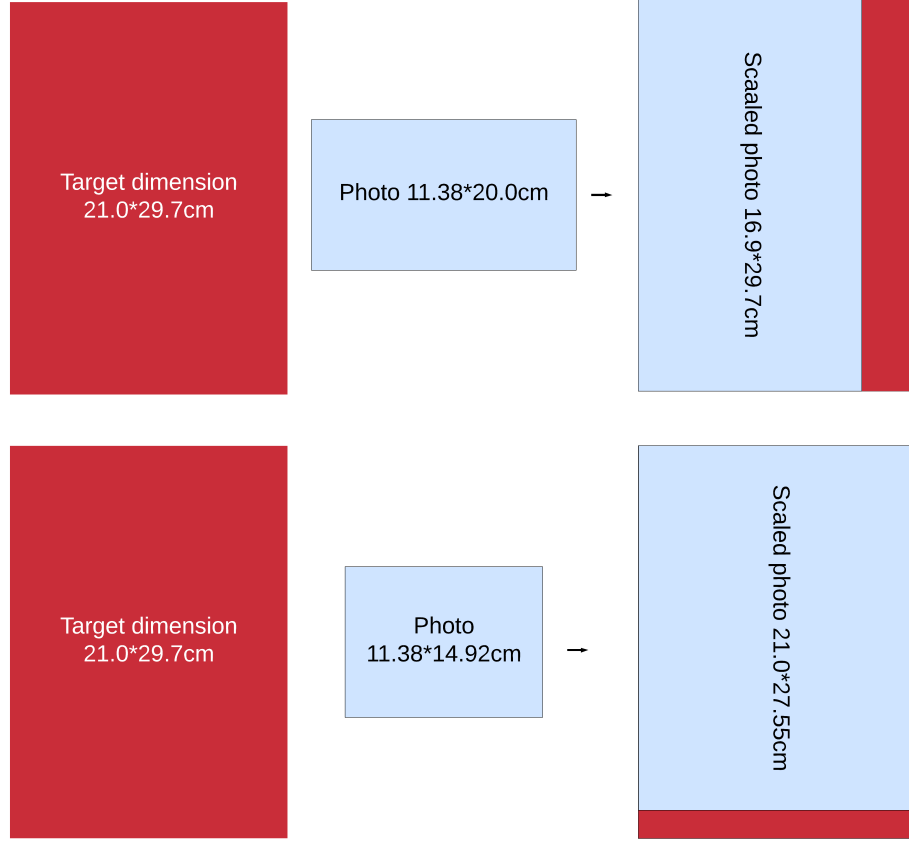 Target dimension
21.0*29.7cm
Photo 11.38*20.0cm
Scaaled photo 16.9*29.7cm
Target dimension
21.0*29.7cm
Photo
11.38*14.92cm
Scaled photo 21.0*27.55cm